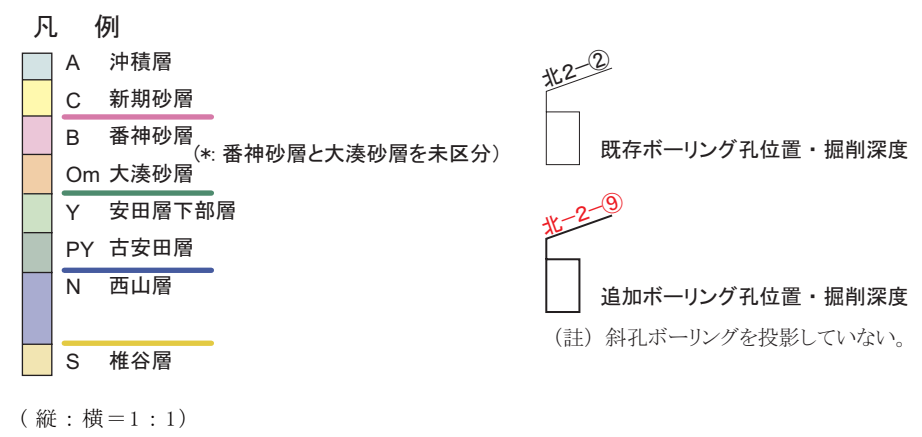 凡 例
A 沖積層
C 新期砂層
B 番神砂層
(*: 番神砂層と大湊砂層を未区分)
Om 大湊砂層
Y 安田層下部層
PY 古安田層
N 西山層
S 椎谷層
(縦:横=1:1)
北2-②
既存ボーリング孔位置・掘削深度
北-2-⑨
追加ボーリング孔位置・掘削深度
(註)斜孔ボーリングを投影していない。